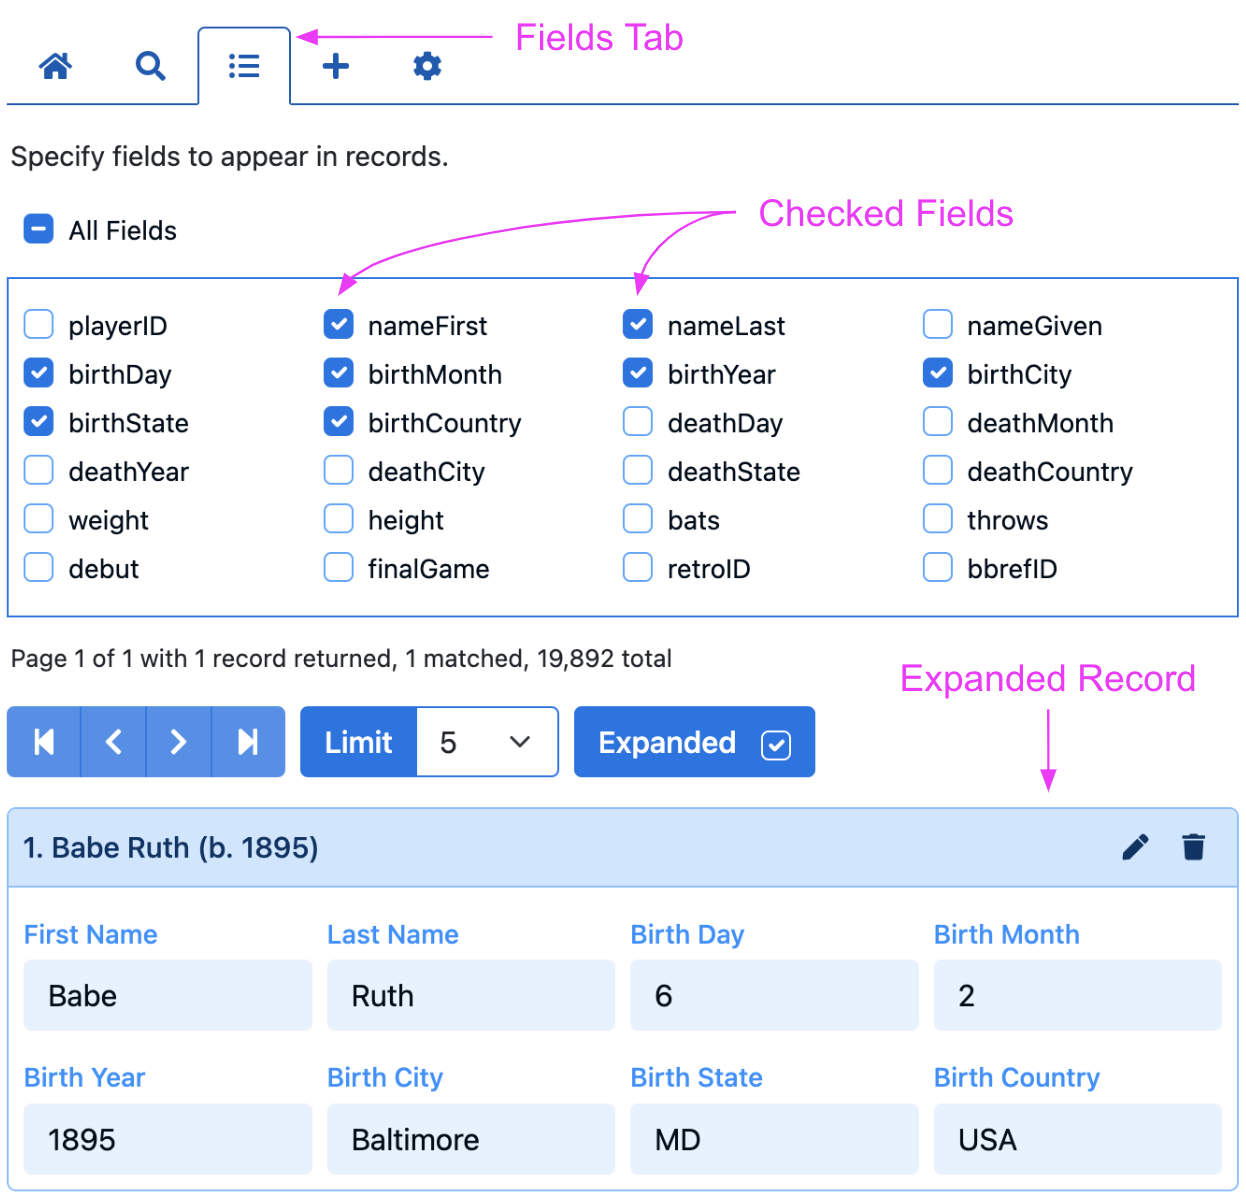 Fields Tab
Specify fields to appear in records.
Checked Fields
All Fields
playerID nameFirst nameLast nameGiven
birthDay birthMonth birthYear birthCity
birthState birthCountry deathDay deathMonth
deathYear deathCity deathState deathCountry
weight height bats throws
debut finalGame retroID bbrefID
Page 1 of 1 with 1 record returned, 1 matched, 19,892 total
Expanded Record
Limit 5 Expanded
1. Babe Ruth (b. 1895)
First Name Last Name Birth Day Birth Month
Babe Ruth 6 2
Birth Year Birth City Birth State Birth Country
1895 Baltimore MD USA